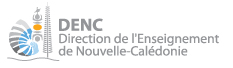 DENC
Direction de l'Enseignement
de Nouvelle-Calédonie